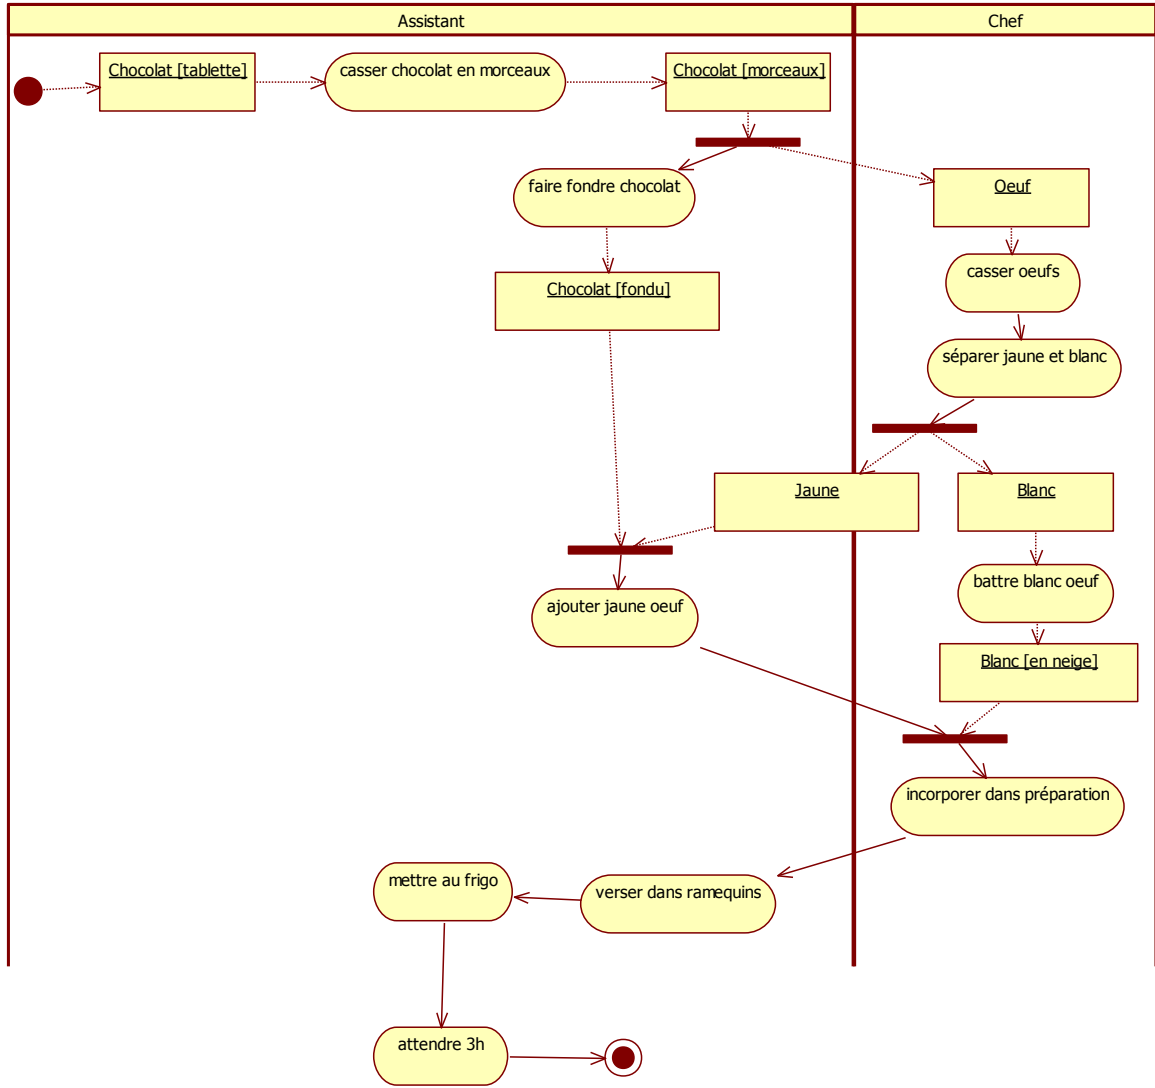 Assistant
Chef
Chocolat [tablette]
casser chocolat en morceaux
Chocolat [morceaux]
faire fondre chocolat
Oeuf
casser oeufs
Chocolat [fondu]
séparer jaune et blanc
Jaune
Blanc
battre blanc oeuf
ajouter jaune oeuf
Blanc [en neige]
incorporer dans préparation
mettre au frigo
verser dans ramequins
attendre 3h